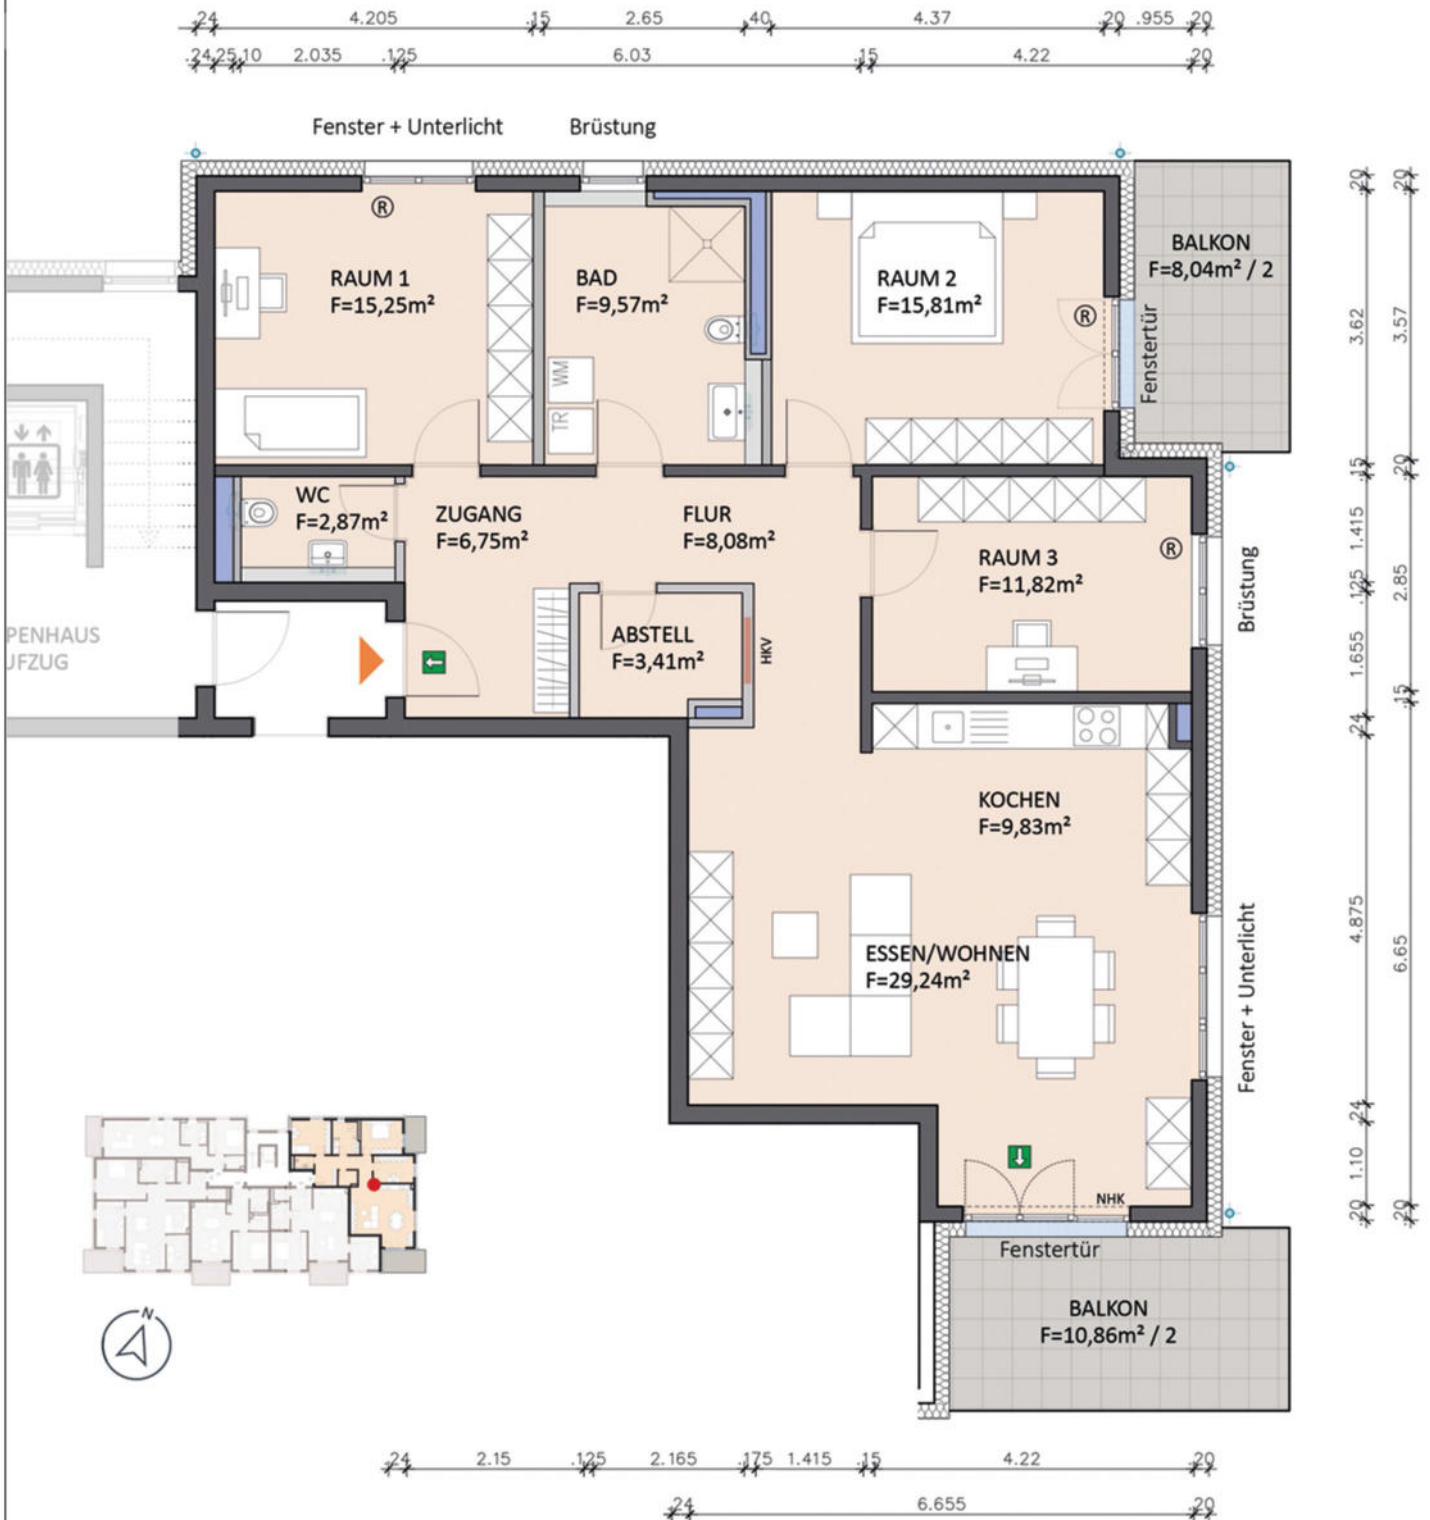 .24 4.205 .15 2.65 .40 4.37 .20 .955 .20
.24 .25 .10 2.035 .125 6.03 .15 4.22 .20
Fenster + Unterlicht
Brüstung
RAUM 1
F=15,25m²
BAD
F=9,57m²
RAUM 2
F=15,81m²
BALKON
F=8,04m² / 2
Fenstertür
R
R
WM
TR
WC
F=2,87m²
ZUGANG
F=6,75m²
FLUR
F=8,08m²
RAUM 3
F=11,82m²
R
Brüstung
PENHAUS
UFZUG
ABSTELL
F=3,41m²
HKV
KOCHEN
F=9,83m²
ESSEN/WOHNEN
F=29,24m²
Fenster + Unterlicht
NHK
Fenstertür
BALKON
F=10,86m² / 2
N
.20 3.62 .15 1.415 .125 1.655 .24 4.875 .24 1.10 .20
.20 3.57 .20 2.85 .15 6.65 .20
.24 2.15 .125 2.165 .175 1.415 .15 4.22 .20
.24 6.655 .20